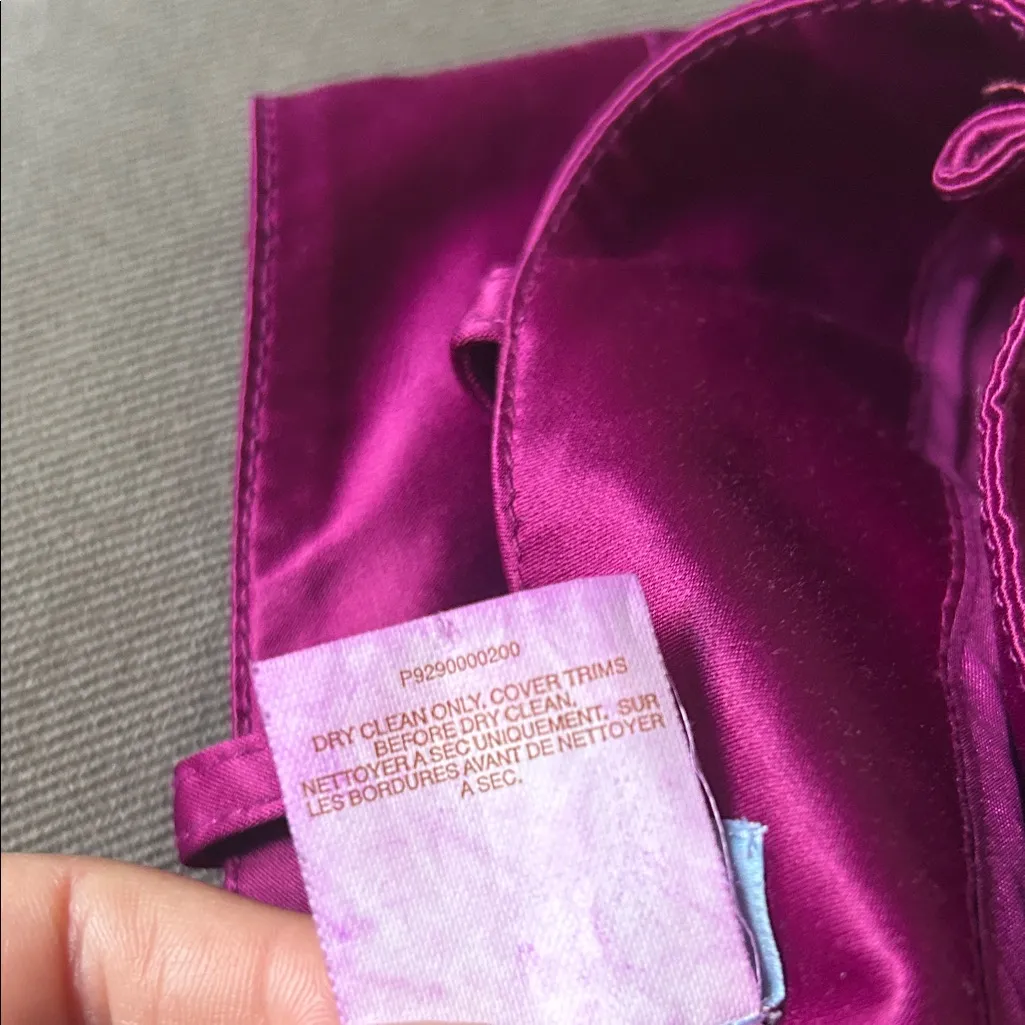 P9290000200
DRY CLEAN ONLY. COVER TRIMS
BEFORE DRY CLEAN.
NETTOYER A SEC UNIQUEMENT. SUR
LES BORDURES AVANT DE NETTOYER
A SEC.